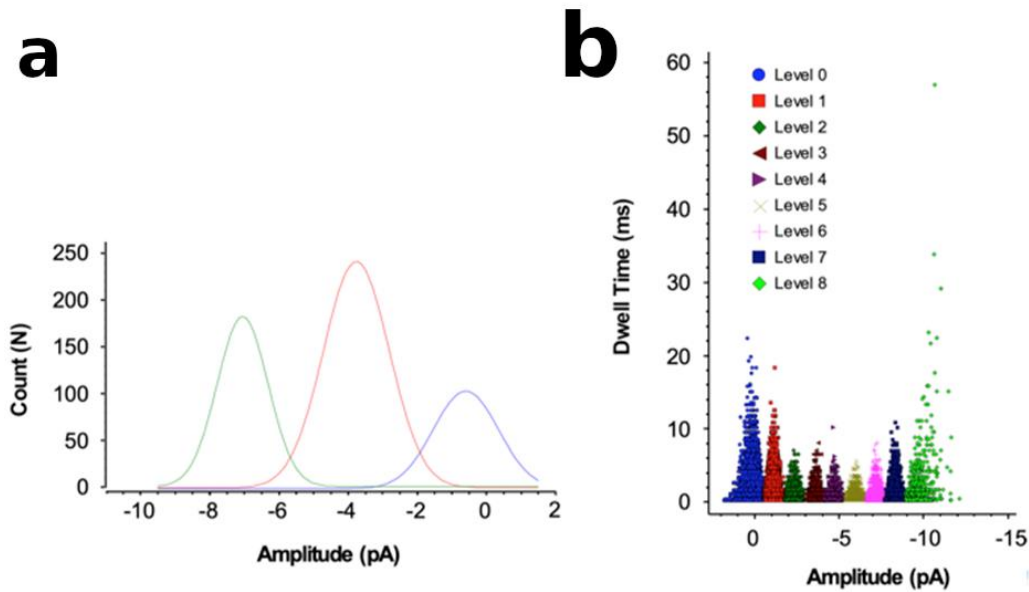 a
250
200
150
100
50
0
Count (N)
-10 -8 -6 -4 -2 0 2
Amplitude (pA)
b
60
50
40
30
20
10
0
Dwell Time (ms)
Level 0
Level 1
Level 2
Level 3
Level 4
Level 5
Level 6
Level 7
Level 8
0 -5 -10 -15
Amplitude (pA)